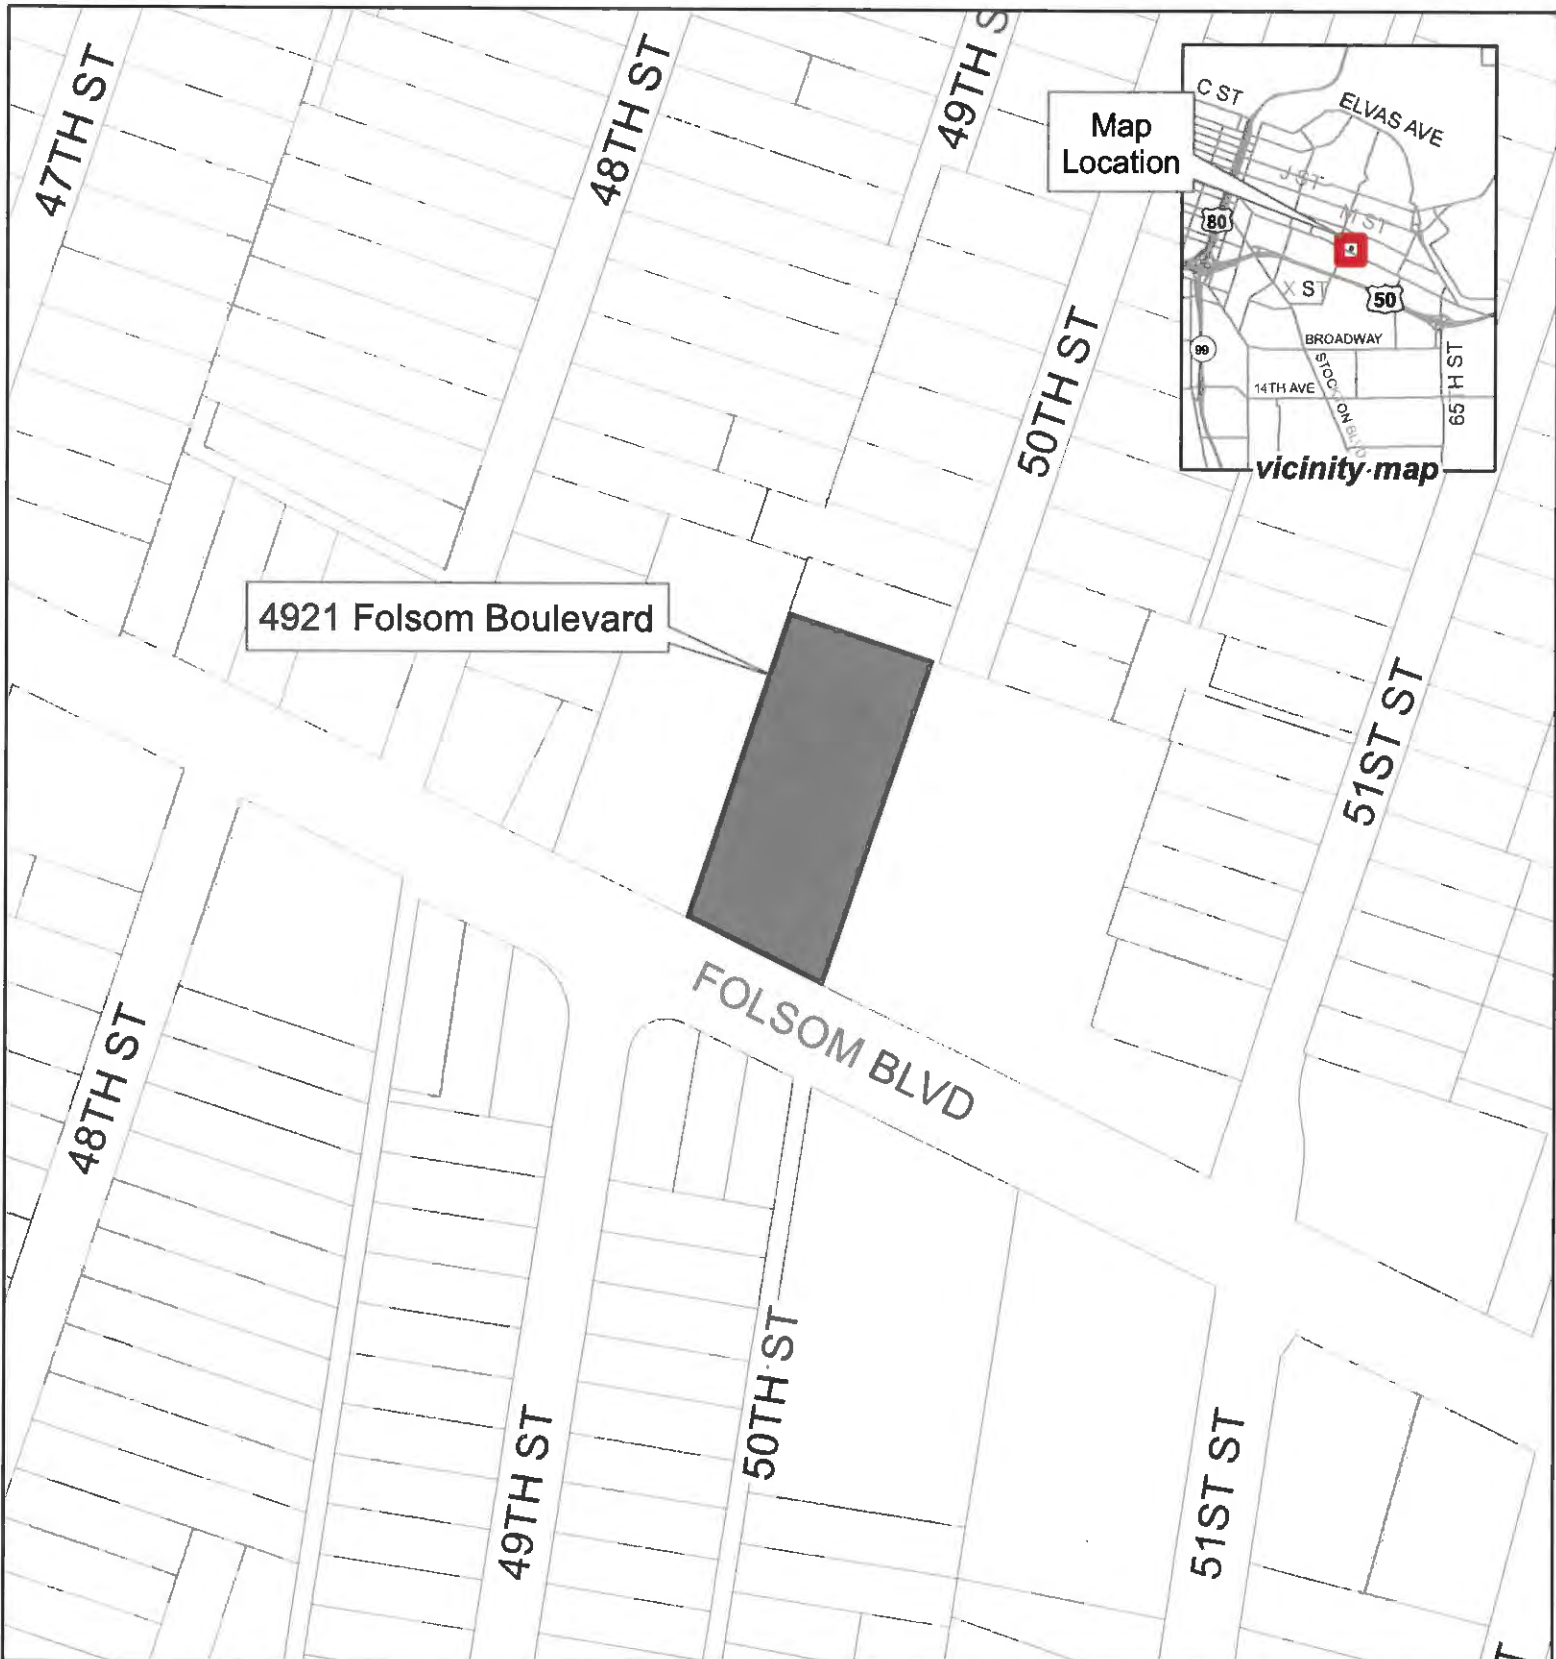 47TH ST
48TH ST
49TH S
50TH ST
51ST ST
Map
Location
C ST
ELVAS AVE
J ST
M ST
80
X ST
50
BROADWAY
99
STOCKTON BLVD
14TH AVE
65TH ST
vicinity map
4921 Folsom Boulevard
FOLSOM BLVD
48TH ST
49TH ST
50TH ST
51ST ST